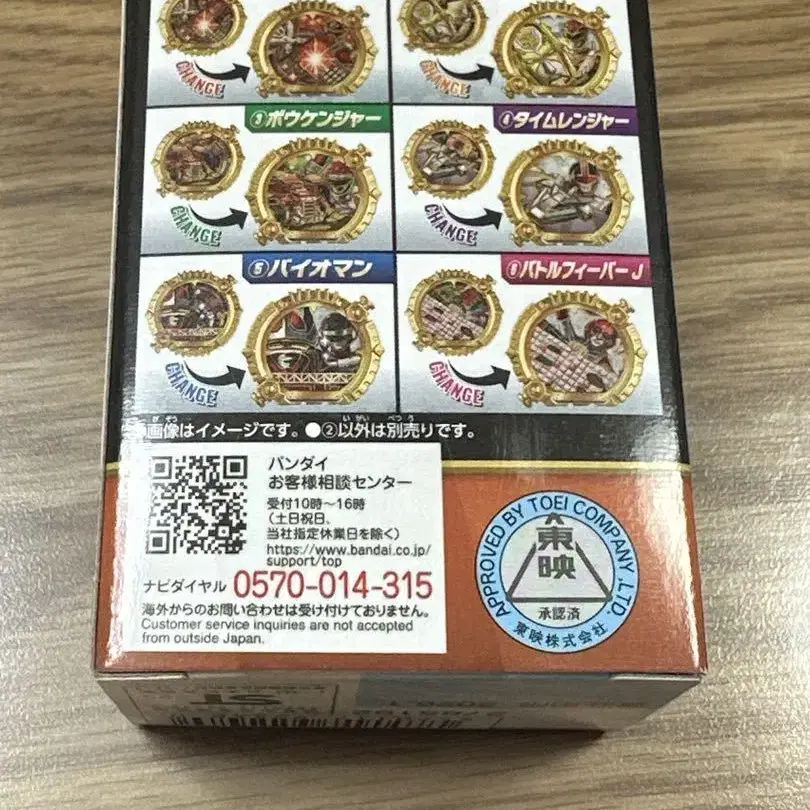 CHANGE
CHANGE
③ボウケンジャー
④タイムレンジャー
CHANGE
CHANGE
⑤バイオマン
⑥バトルフィーバーJ
CHANGE
CHANGE
画像はイメージです。●②以外は別売りです。
バンダイ
お客様相談センター
受付10時~16時
(土日祝日、
当社指定休業日を除く)
https://www.bandai.co.jp/
support/top
ナビダイヤル 0570-014-315
海外からのお問い合わせは受け付けておりません。
Customer service inquiries are not accepted
from outside Japan.
APPROVED BY TOEI COMPANY, LTD.
東映
承認済
東映株式会社
ST